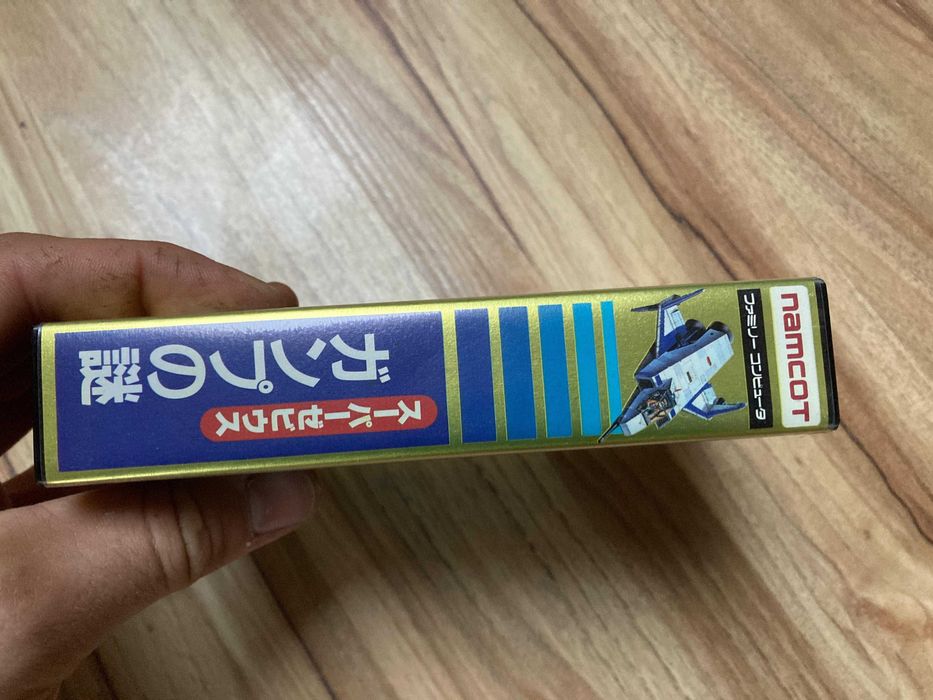 namcot
ファミリーコンピュータ
スーパーゼビウス
ガンプの謎